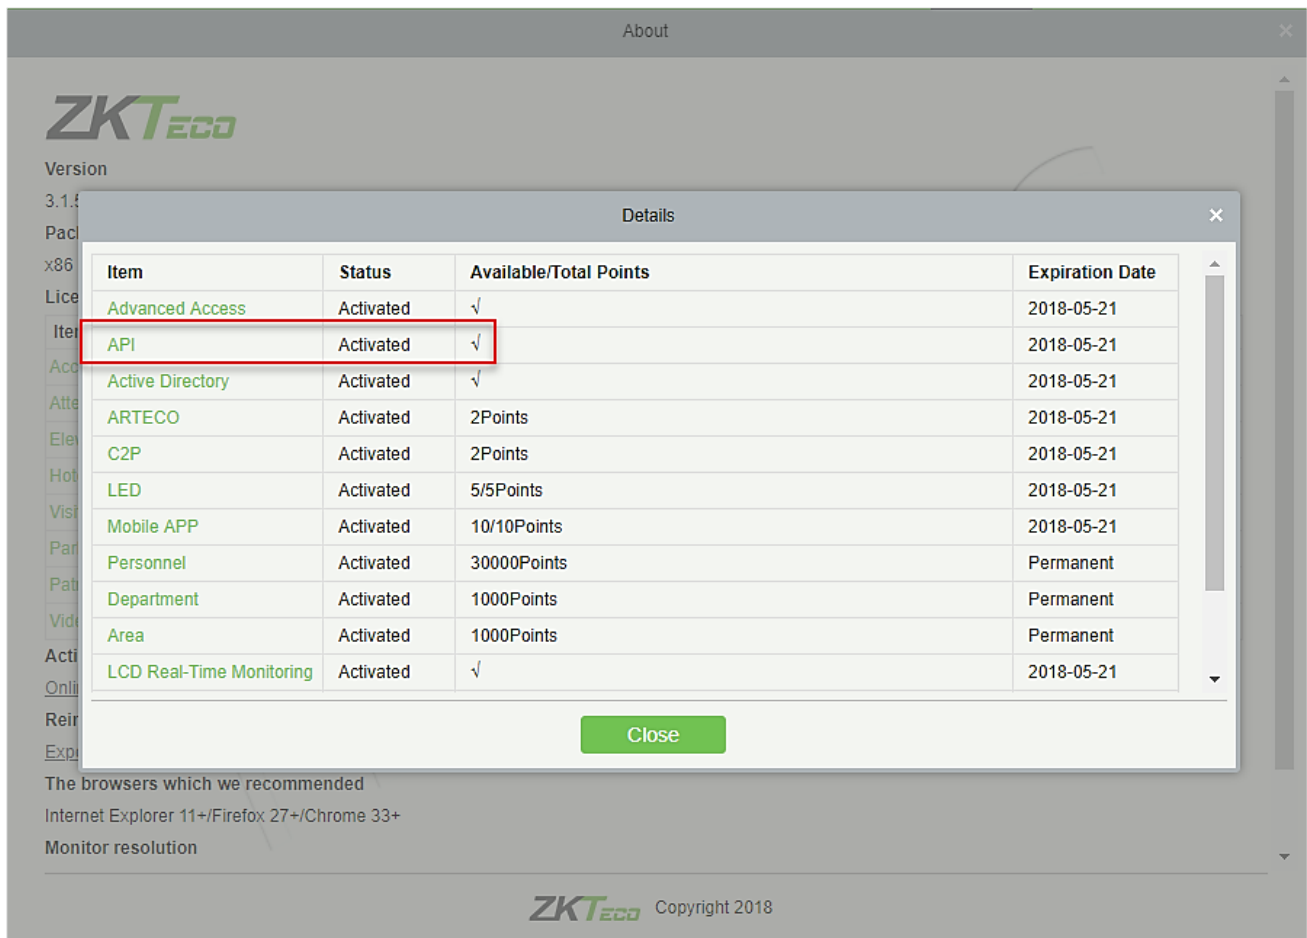 About
ZKTECO
Version
3.1.5
Details
Item Status Available/Total Points Expiration Date
Advanced Access Activated √ 2018-05-21
API Activated √ 2018-05-21
Active Directory Activated √ 2018-05-21
ARTECO Activated 2Points 2018-05-21
C2P Activated 2Points 2018-05-21
LED Activated 5/5Points 2018-05-21
Mobile APP Activated 10/10Points 2018-05-21
Personnel Activated 30000Points Permanent
Department Activated 1000Points Permanent
Area Activated 1000Points Permanent
LCD Real-Time Monitoring Activated √ 2018-05-21
Close
x86
The browsers which we recommended
Internet Explorer 11+/Firefox 27+/Chrome 33+
Monitor resolution
ZKTECO Copyright 2018